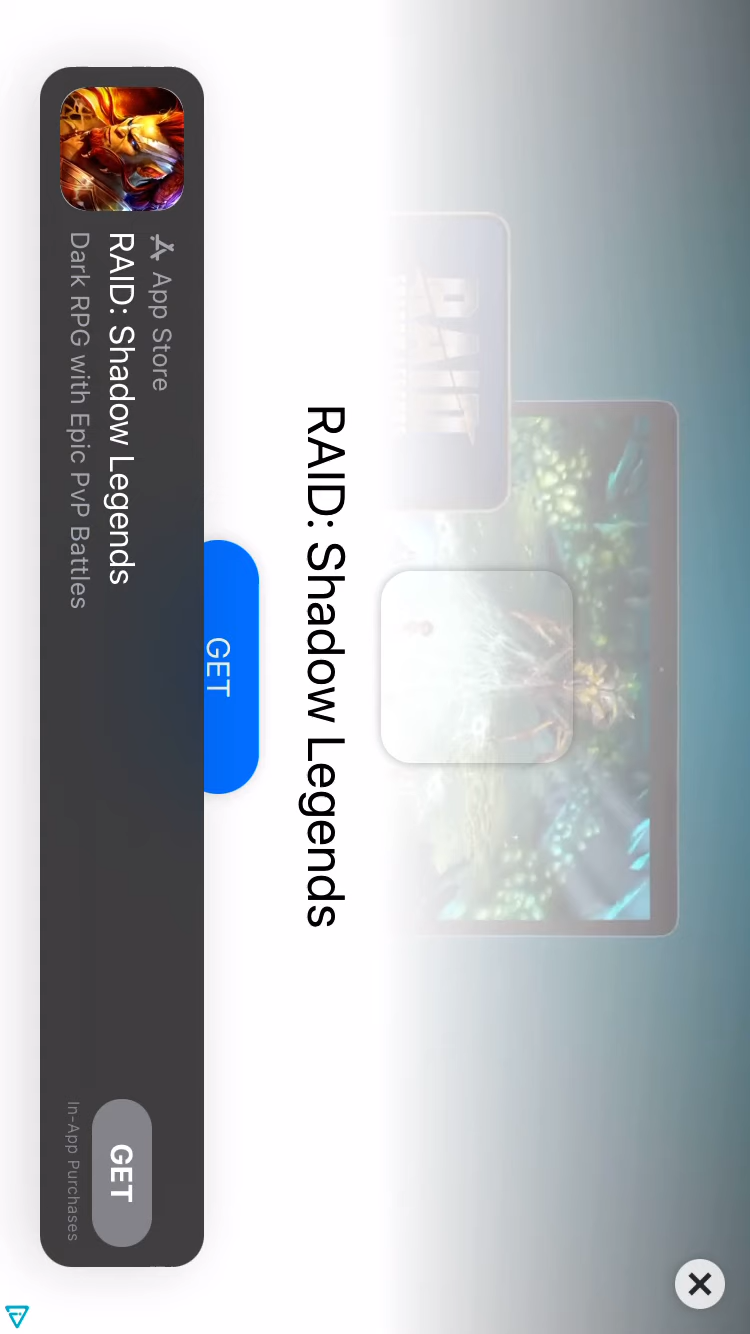 RAID
RAID: Shadow Legends
GET
App Store
RAID: Shadow Legends
Dark RPG with Epic PvP Battles
GET
In-App Purchases